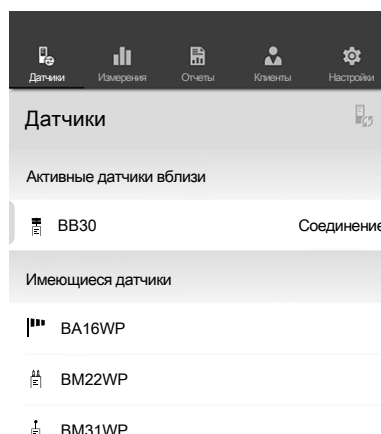 Датчики Измерения Отчеты Клиенты Настройки
Датчики
Активные датчики вблизи
BB30 Соединение
Имеющиеся датчики
BA16WP
BM22WP
BM31WP